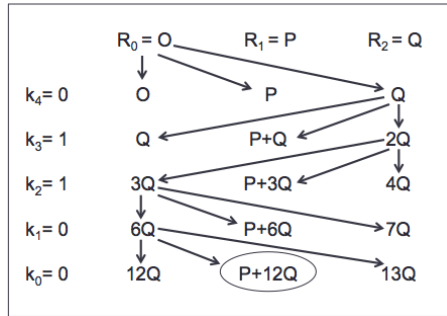 R₀ = O R₁ = P R₂ = Q
k₄= 0 O P Q
k₃= 1 Q P+Q 2Q
k₂= 1 3Q P+3Q 4Q
k₁= 0 6Q P+6Q 7Q
k₀= 0 12Q P+12Q 13Q